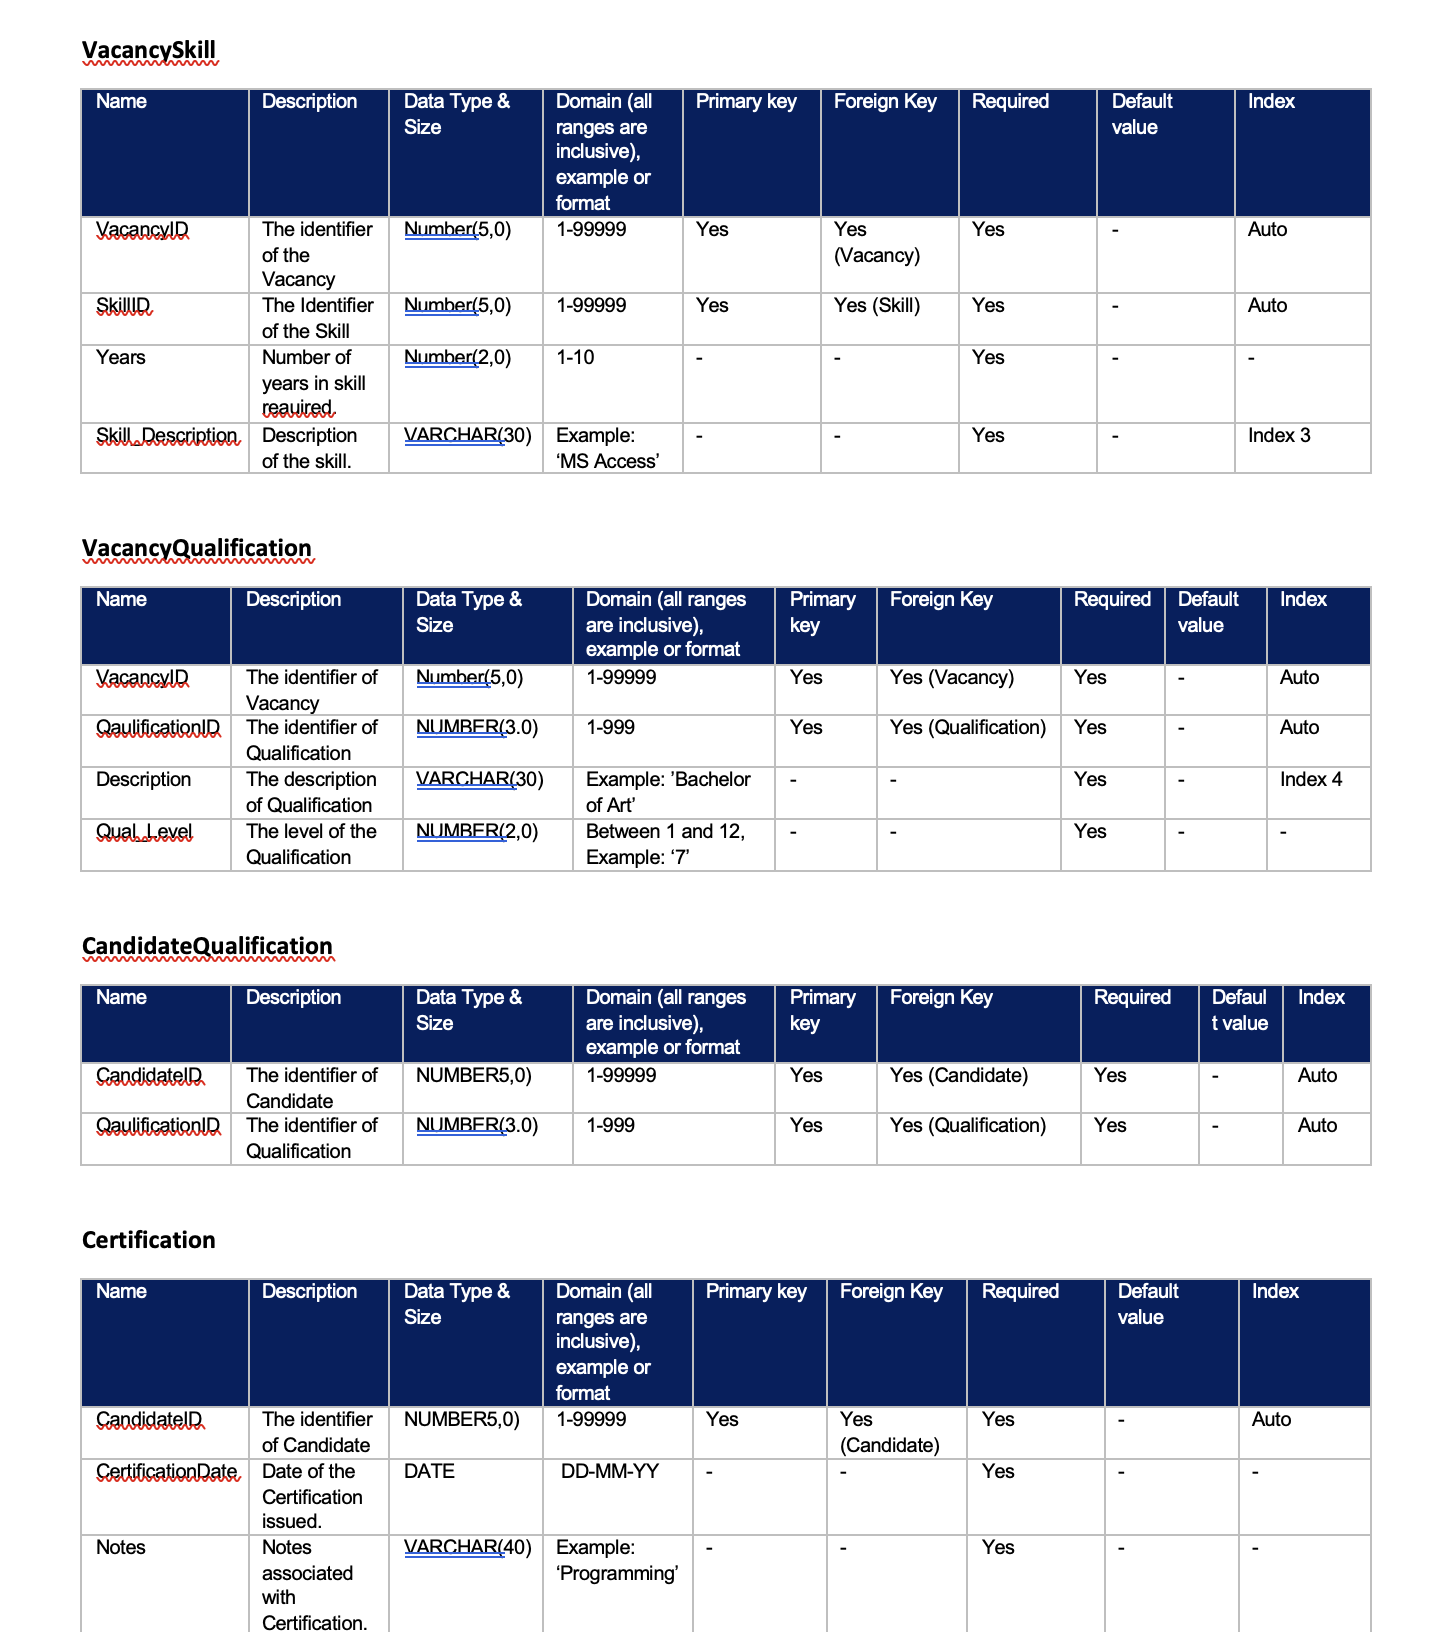 VacancySkill
Name Description Data Type & Size Domain (all ranges are inclusive), example or format Primary key Foreign Key Required Default value Index
VacancyID The identifier of the Vacancy Number(5,0) 1-99999 Yes Yes (Vacancy) Yes - Auto
SkillID The Identifier of the Skill Number(5,0) 1-99999 Yes Yes (Skill) Yes - Auto
Years Number of years in skill reauired. Number(2,0) 1-10 - - Yes - -
Skill_Description Description of the skill. VARCHAR(30) Example: ‘MS Access’ - - Yes - Index 3
VacancyQualification
Name Description Data Type & Size Domain (all ranges are inclusive), example or format Primary key Foreign Key Required Default value Index
VacancyID The identifier of Vacancy Number(5,0) 1-99999 Yes Yes (Vacancy) Yes - Auto
QaulificationID The identifier of Qualification NUMBER(3.0) 1-999 Yes Yes (Qualification) Yes - Auto
Description The description of Qualification VARCHAR(30) Example: ’Bachelor of Art’ - - Yes - Index 4
Qual_Level The level of the Qualification NUMBER(2,0) Between 1 and 12, Example: ‘7’ - - Yes - -
CandidateQualification
Name Description Data Type & Size Domain (all ranges are inclusive), example or format Primary key Foreign Key Required Default value Index
CandidateID The identifier of Candidate NUMBER5,0) 1-99999 Yes Yes (Candidate) Yes - Auto
QaulificationID The identifier of Qualification NUMBER(3.0) 1-999 Yes Yes (Qualification) Yes - Auto
Certification
Name Description Data Type & Size Domain (all ranges are inclusive), example or format Primary key Foreign Key Required Default value Index
CandidateID The identifier of Candidate NUMBER5,0) 1-99999 Yes Yes (Candidate) Yes - Auto
CertificationDate Date of the Certification issued. DATE DD-MM-YY - - Yes - -
Notes Notes associated with Certification. VARCHAR(40) Example: ‘Programming’ - - Yes - -